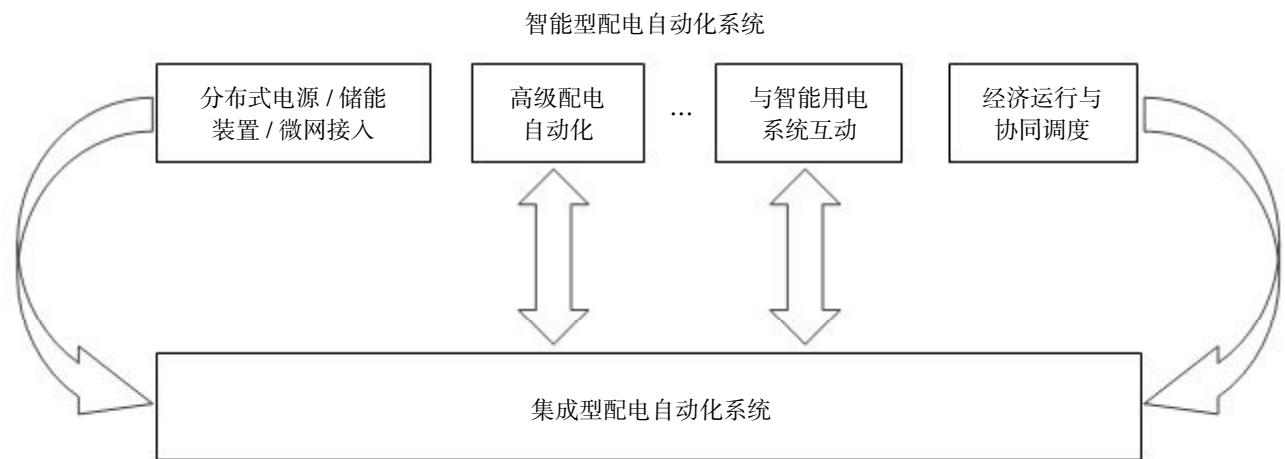 智能型配电自动化系统
分布式电源 / 储能
装置 / 微网接入
高级配电
自动化
…
与智能用电
系统互动
经济运行与
协同调度
集成型配电自动化系统